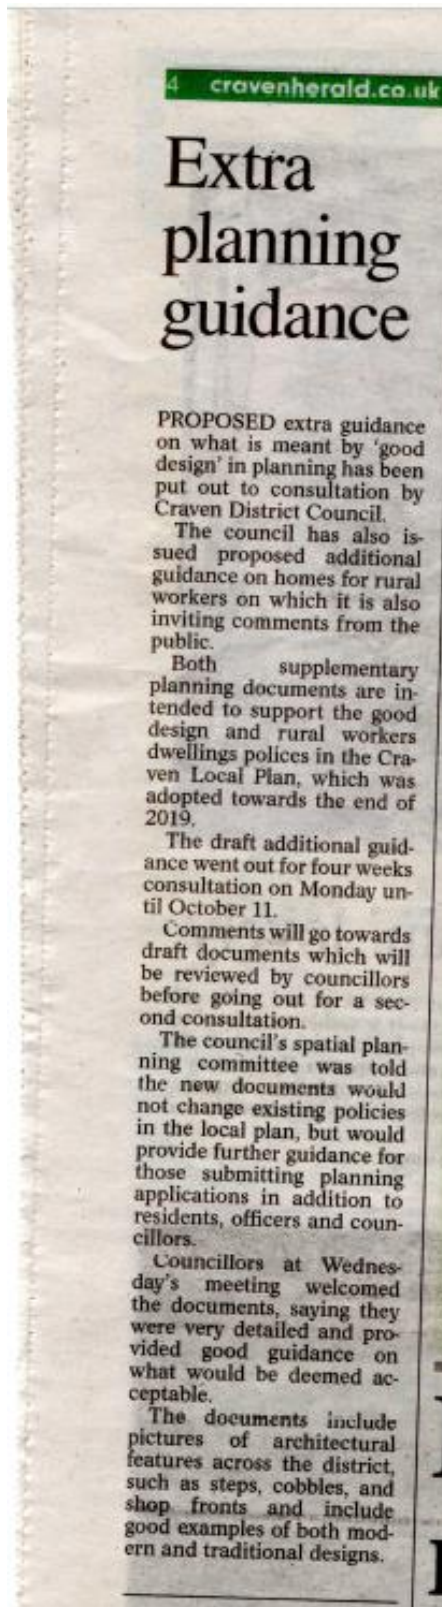 4 cravenherald.co.uk
Extra
planning
guidance
PROPOSED extra guidance
on what is meant by ‘good
design’ in planning has been
put out to consultation by
Craven District Council.
The council has also is-
sued proposed additional
guidance on homes for rural
workers on which it is also
inviting comments from the
public.
Both supplementary
planning documents are in-
tended to support the good
design and rural workers
dwellings polices in the Cra-
ven Local Plan, which was
adopted towards the end of
2019.
The draft additional guid-
ance went out for four weeks
consultation on Monday un-
til October 11.
Comments will go towards
draft documents which will
be reviewed by councillors
before going out for a sec-
ond consultation.
The council's spatial plan-
ning committee was told
the new documents would
not change existing policies
in the local plan, but would
provide further guidance for
those submitting planning
applications in addition to
residents, officers and coun-
cillors.
Councillors at Wednes-
day's meeting welcomed
the documents, saying they
were very detailed and pro-
vided good guidance on
what would be deemed ac-
ceptable.
The documents include
pictures of architectural
features across the district,
such as steps, cobbles, and
shop fronts and include
good examples of both mod-
ern and traditional designs.